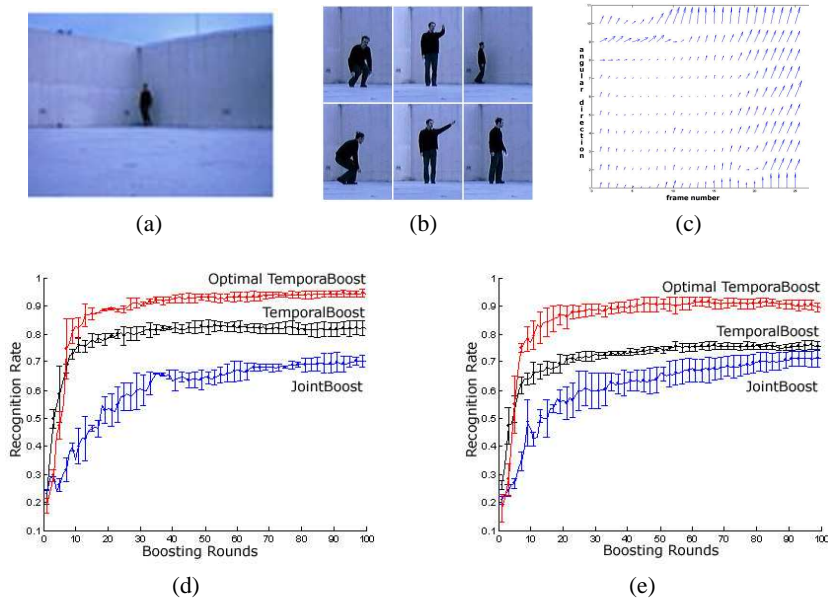 angular direction
frame number
(a)
(b)
(c)
Optimal TemporaBoost
TemporalBoost
JointBoost
Recognition Rate
1
0.9
0.8
0.7
0.6
0.5
0.4
0.3
0.2
0.1
0 10 20 30 40 50 60 70 80 90 100
Boosting Rounds
(d)
Optimal TemporaBoost
TemporalBoost
JointBoost
Recognition Rate
1
0.9
0.8
0.7
0.6
0.5
0.4
0.3
0.2
0.1
0 10 20 30 40 50 60 70 80 90 100
Boosting Rounds
(e)